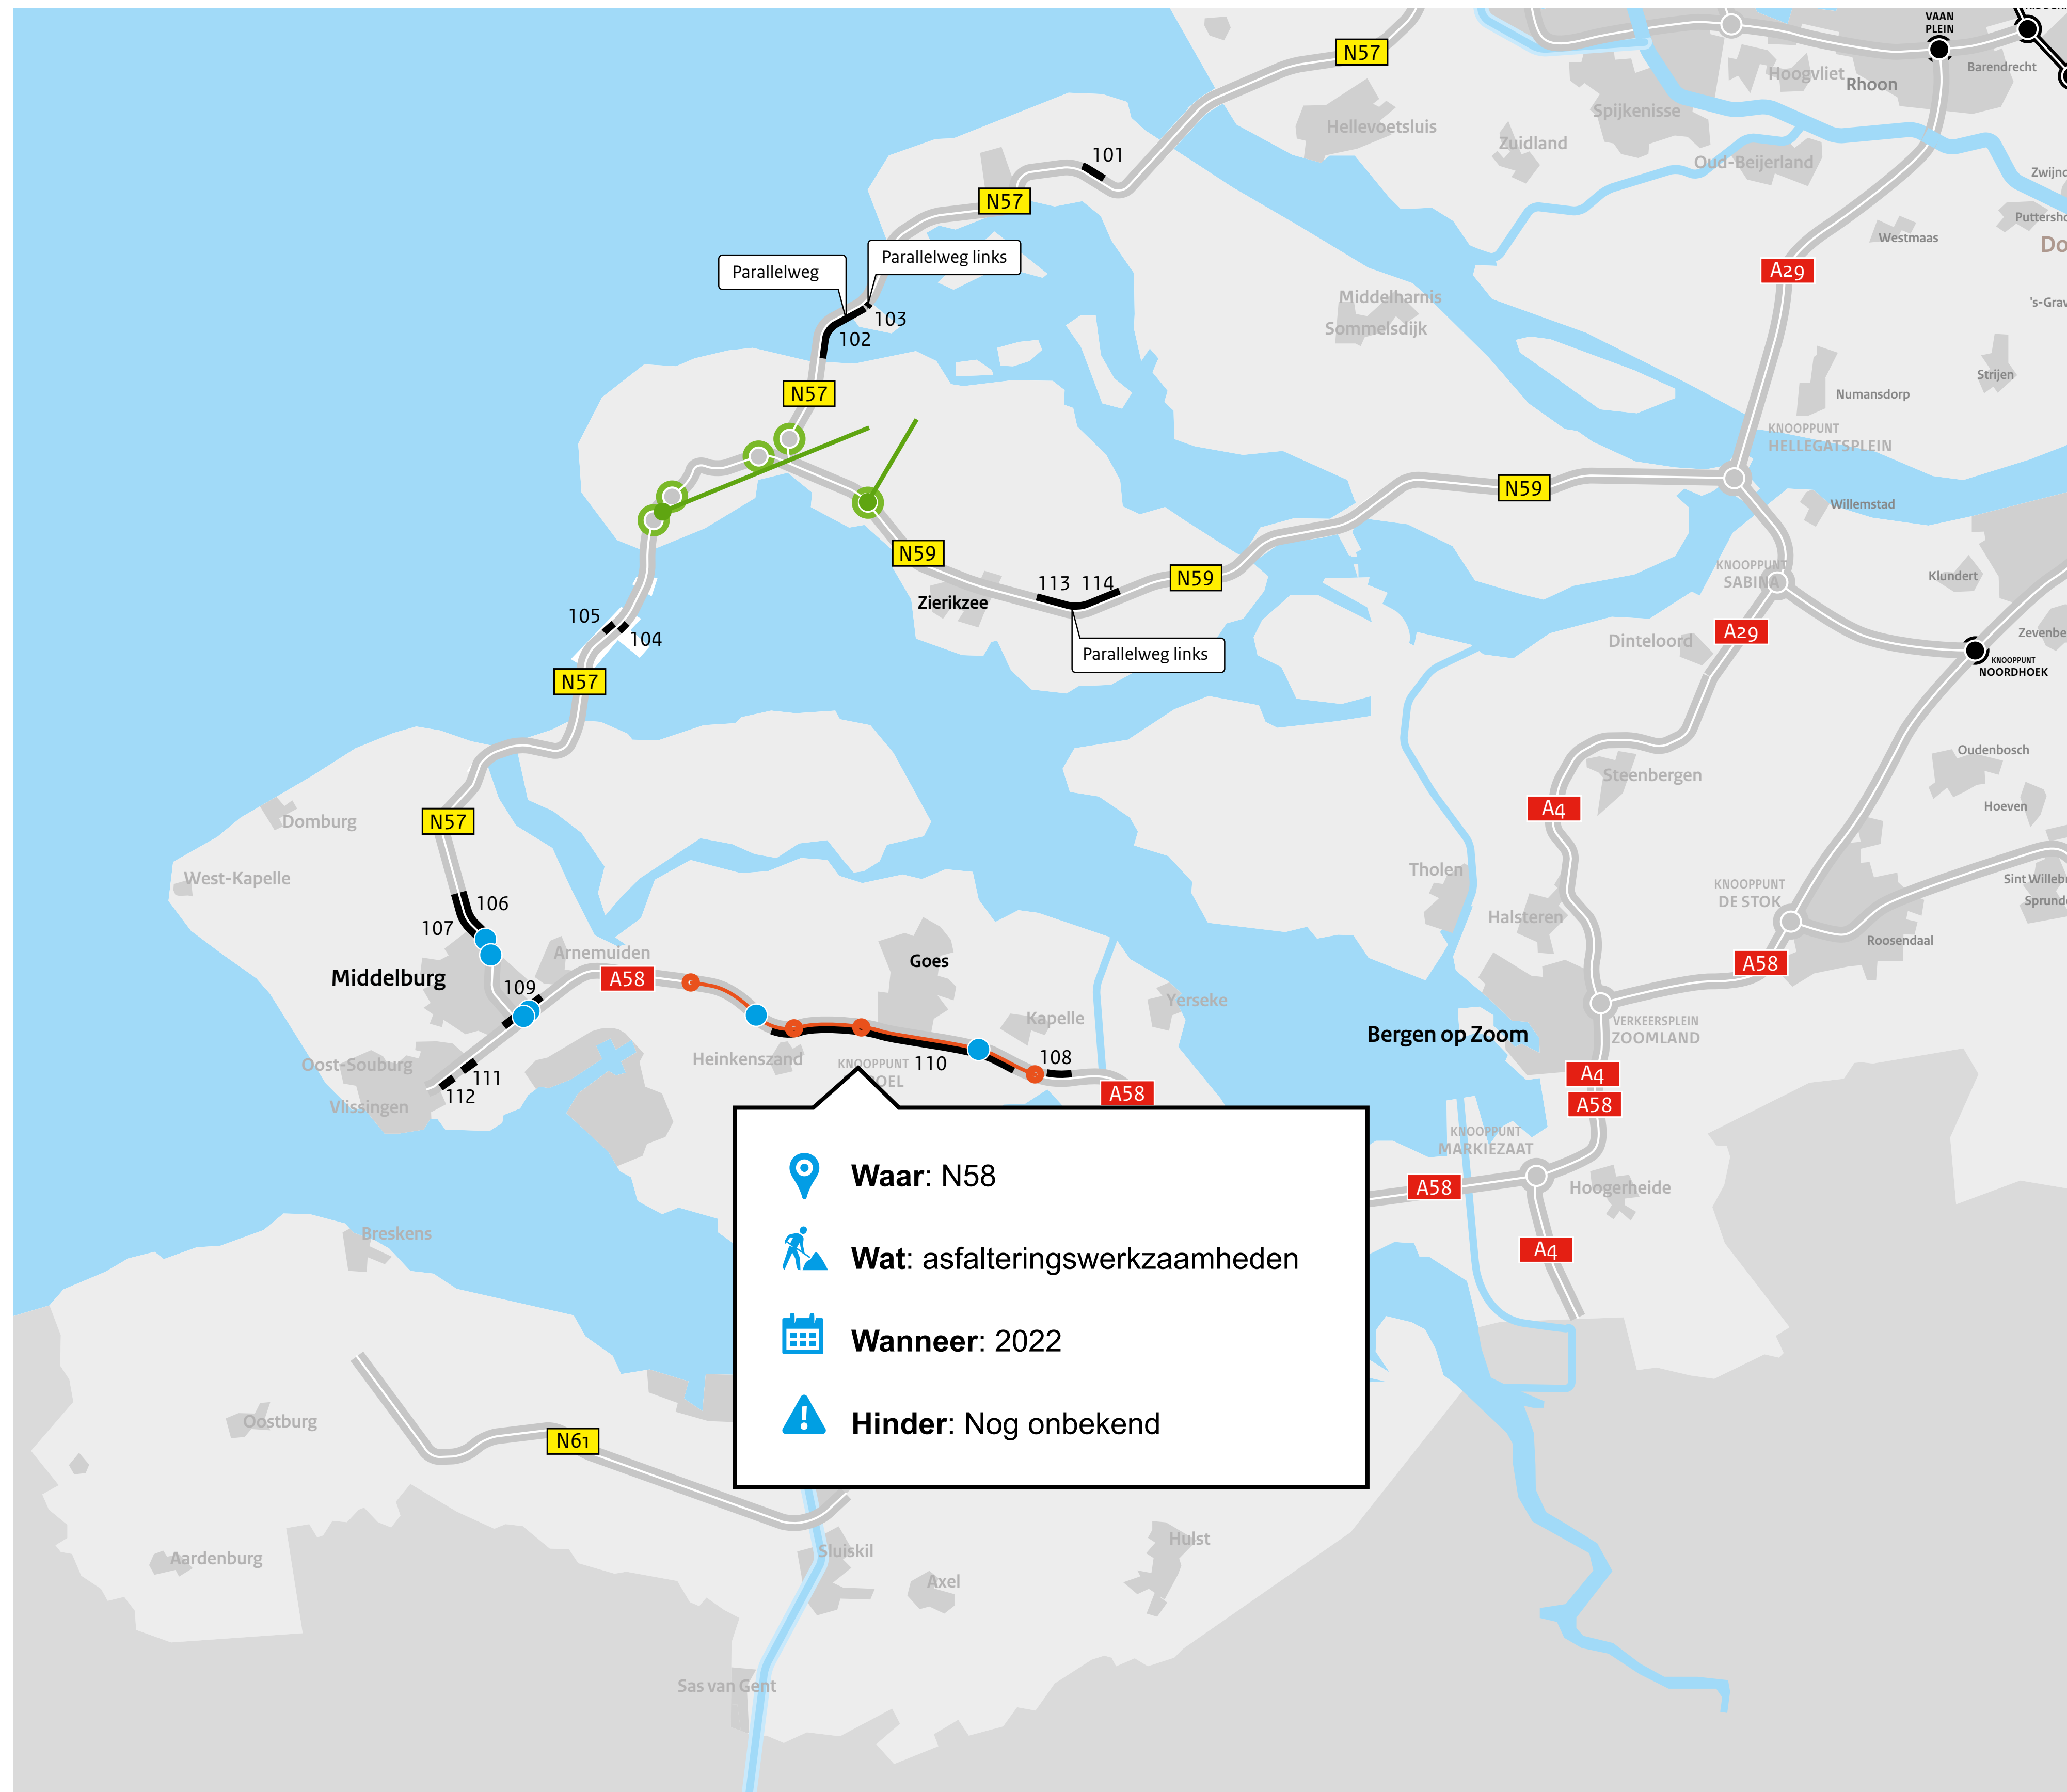 VAAN
PLEIN
N57
Barendrecht
Hoogvliet
Rhoon
Spijkenisse
Hellevoetsluis
Zuidland
101
Oud-Beijerland
N57
Westmaas
Parallelweg links
Parallelweg
A29
Middelharnis
Sommelsdijk
103
102
Strijen
N57
Numansdorp
KNOOPPUNT
HELLEGATSPLEIN
N59
Willemstad
N59
KNOOPPUNT
SABINA
Klundert
113
114
N59
Zierikzee
105
104
A29
Dinteloord
Parallelweg links
KNOOPPUNT
NOORDHOEK
N57
Oudenbosch
Steenbergen
A4
Hoeven
N57
Domburg
Tholen
West-Kapelle
KNOOPPUNT
DE STOK
106
107
Halsteren
Roosendaal
Arnemuiden
Middelburg
A58
Goes
A58
109
Yerseke
Kapelle
Bergen op Zoom
VERKEERSPLEIN
ZOOMLAND
Heinkenszand
KNOOPPUNT
110
108
Oost-Souburg
111
112
Vlissingen
A58
A4
A58
KNOOPPUNT
MARKIEZAAT
A58
Hoogerheide
Waar: N58
Breskens
A4
Wat: asfalteringswerkzaamheden
Wanneer: 2022
Hinder: Nog onbekend
Oostburg
N61
Hulst
Sluiskil
Aardenburg
Axel
Sas van Gent